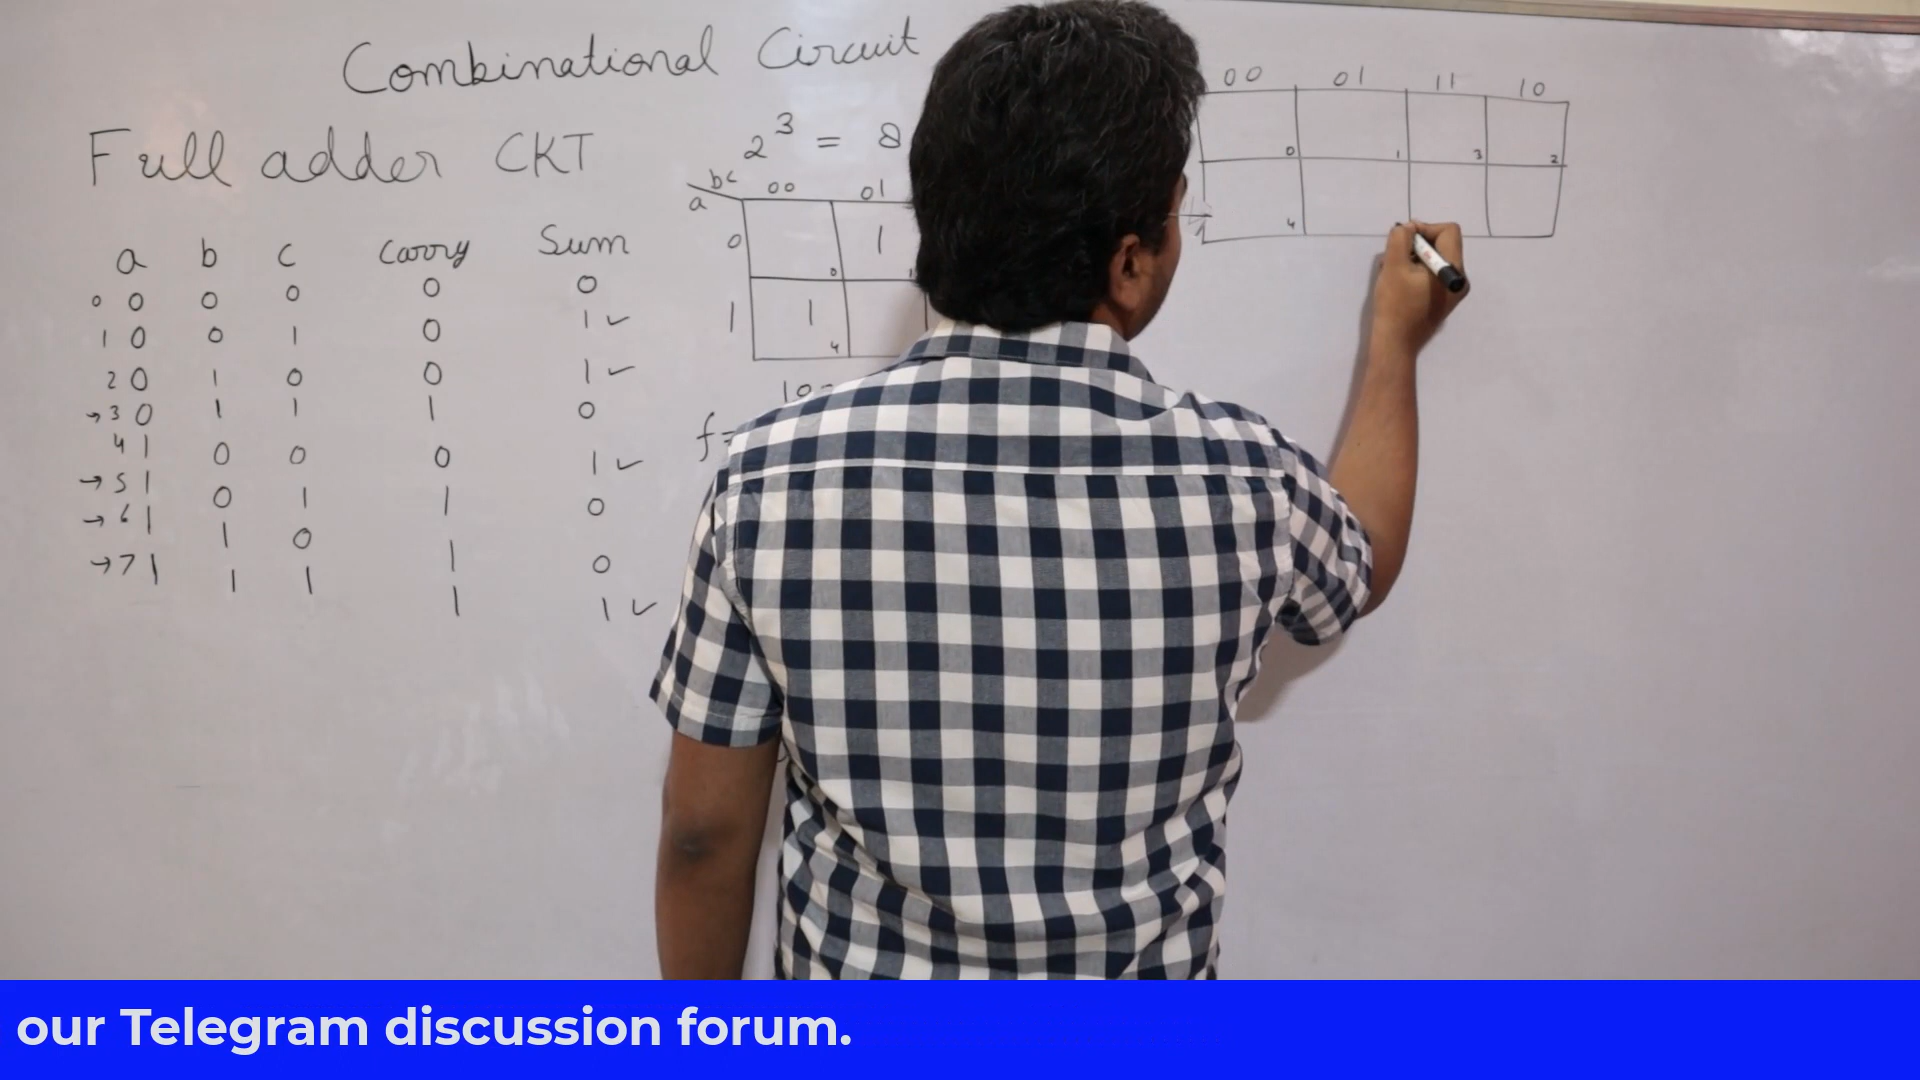 Combinational Circuit
Full adder CKT
2³ = 8
a b c Carry Sum
0 0 0 0 0 0
1 0 0 1 0 1 ✓
2 0 1 0 0 1 ✓
→ 3 0 1 1 1 0
4 1 0 0 0 1 ✓
→ 5 1 0 1 1 0
→ 6 1 1 0 1 0
→ 7 1 1 1 1 1 ✓
bc 00 01
a
0 0 1 1
1 1 4
10
f =
00 01 11 10
0 1 3 2
1 4
our Telegram discussion forum.